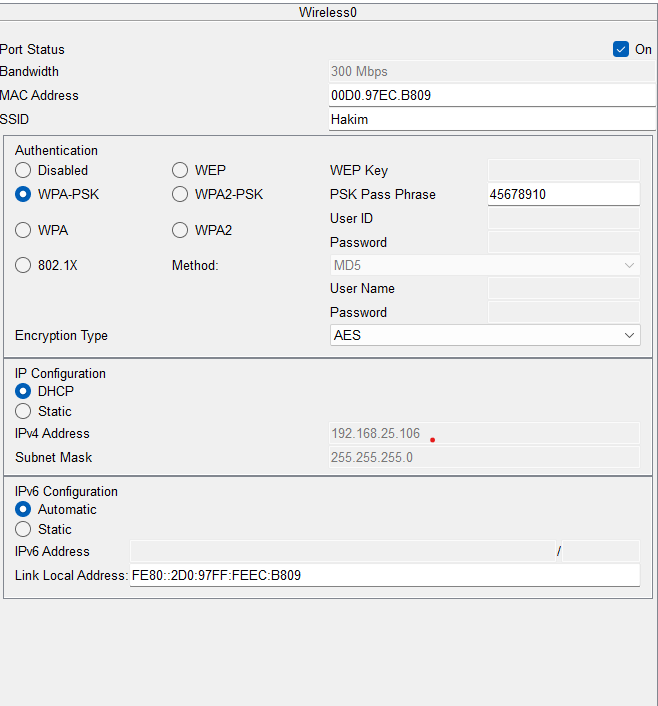 Wireless0
Port Status On
Bandwidth 300 Mbps
MAC Address 00D0.97EC.B809
SSID Hakim
Authentication
Disabled WEP WEP Key
WPA-PSK WPA2-PSK PSK Pass Phrase 45678910
User ID
WPA WPA2
Password
802.1X Method: MD5
User Name
Password
Encryption Type AES
IP Configuration
DHCP
Static
IPv4 Address 192.168.25.106
Subnet Mask 255.255.255.0
IPv6 Configuration
Automatic
Static
IPv6 Address /
Link Local Address: FE80::2D0:97FF:FEEC:B809